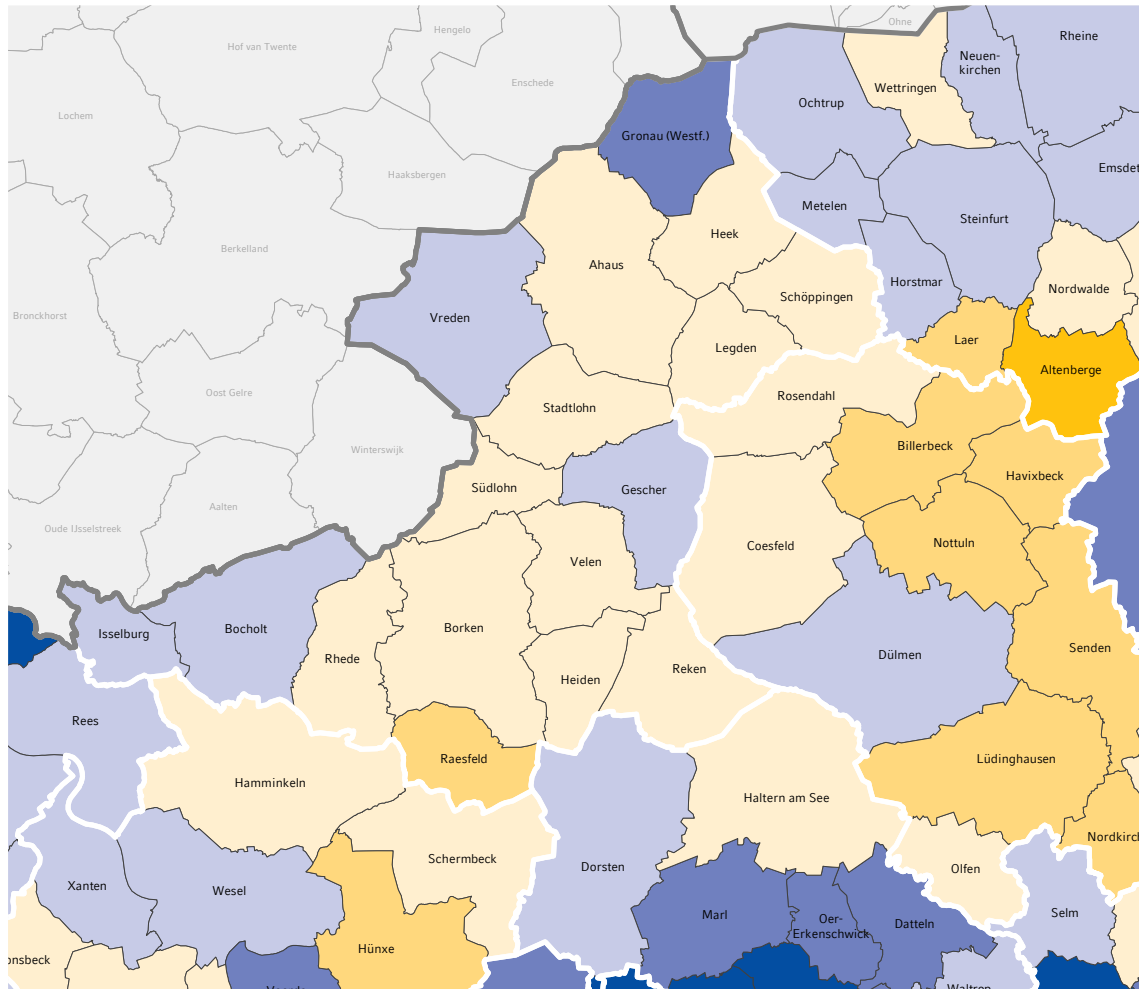 Ohne
Hengelo
Rheine
Hof van Twente
Neuen-
kirchen
Enschede
Wettringen
Ochtrup
Lochem
Gronau (Westf.)
Emsdet
Haaksbergen
Metelen
Steinfurt
Heek
Berkelland
Ahaus
Horstmar
Nordwalde
Schöppingen
Bronckhorst
Vreden
Laer
Legden
Altenberge
Oost Gelre
Rosendahl
Stadtlohn
Billerbeck
Winterswijk
Havixbeck
Südlohn
Gescher
Aalten
Oude IJsselstreek
Nottuln
Coesfeld
Velen
Isselburg
Bocholt
Borken
Senden
Dülmen
Rhede
Reken
Heiden
Rees
Raesfeld
Lüdinghausen
Hamminkeln
Haltern am See
Nordkirch
Schermbeck
Dorsten
Olfen
Xanten
Wesel
Marl
Selm
Oer-
Erkenschwick
Datteln
Hünxe
onsbeck